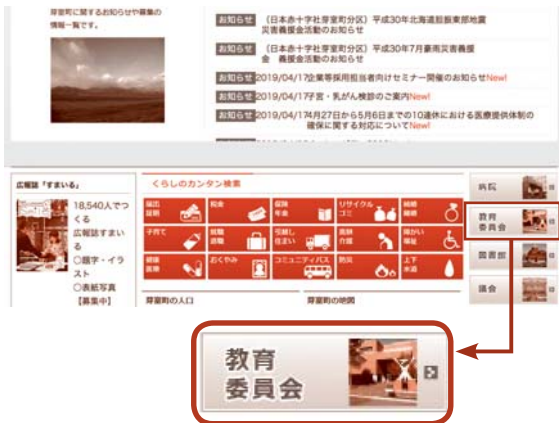 芽室町に関するお知らせや募集の
情報一覧です。
お知らせ (日本赤十字社芽室町分区) 平成30年北海道胆振東部地震
災害義援金活動のお知らせ
お知らせ (日本赤十字社芽室町分区) 平成30年7月豪雨災害義援
金 義援金活動のお知らせ
お知らせ 2019/04/17企業等採用担当者向けセミナー開催のお知らせNew!
お知らせ 2019/04/17子宮・乳がん検診のご案内New!
お知らせ 2019/04/174月27日から5月6日までの10連休における医療提供体制の
確保に関する対応についてNew!
広報誌「すまいる」
18,540人でつ
くる
広報誌すまい
る
○題字・イラ
スト
○表紙写真
【募集中】
くらしのカンタン検索
届出
証明
税金
保険
年金
リサイクル
ゴミ
結婚
離婚
子育て
就職
退職
引越し
住まい
高齢
介護
障がい
福祉
健康
医療
おくやみ
コミュニティバス
防災
上下
水道
芽室町の人口
芽室町の地図
病院
教育
委員会
図書館
議会
教育
委員会